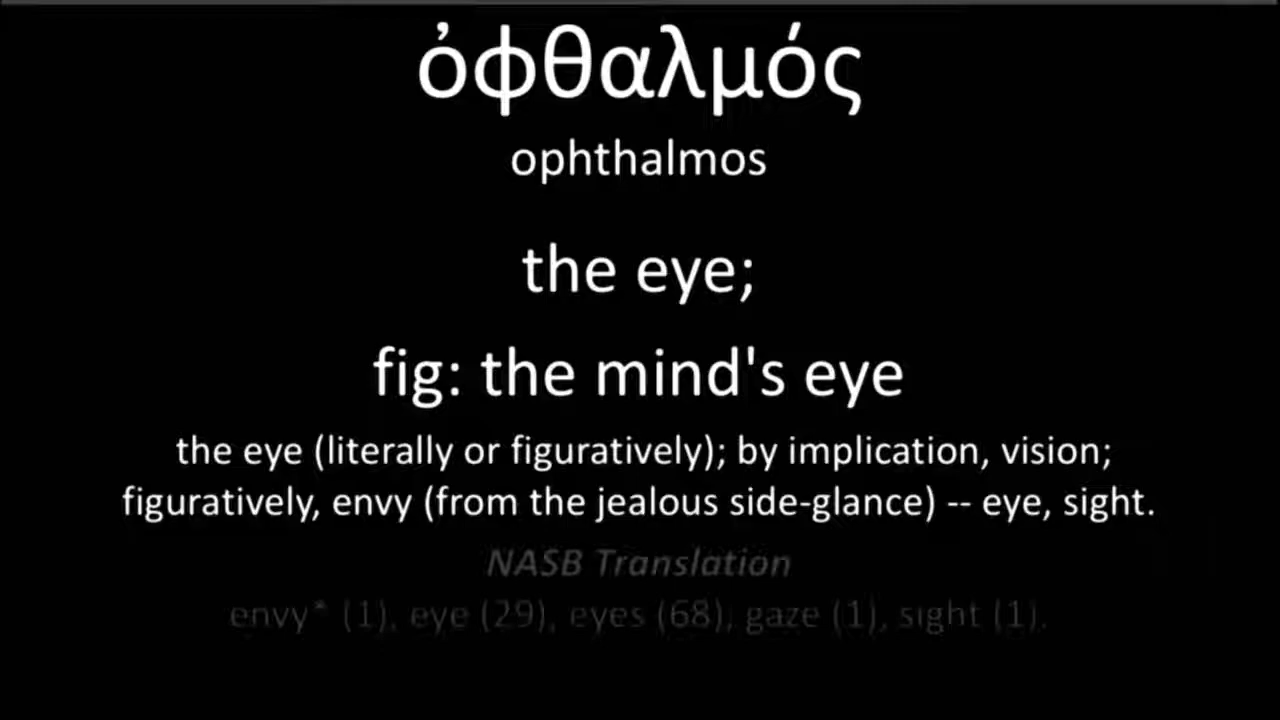 ὀφθαλμός
ophthalmos
the eye;
fig: the mind's eye
the eye (literally or figuratively); by implication, vision;
figuratively, envy (from the jealous side-glance) -- eye, sight.
NASB Translation
envy* (1), eye (29), eyes (68); gaze (1), sight (1).